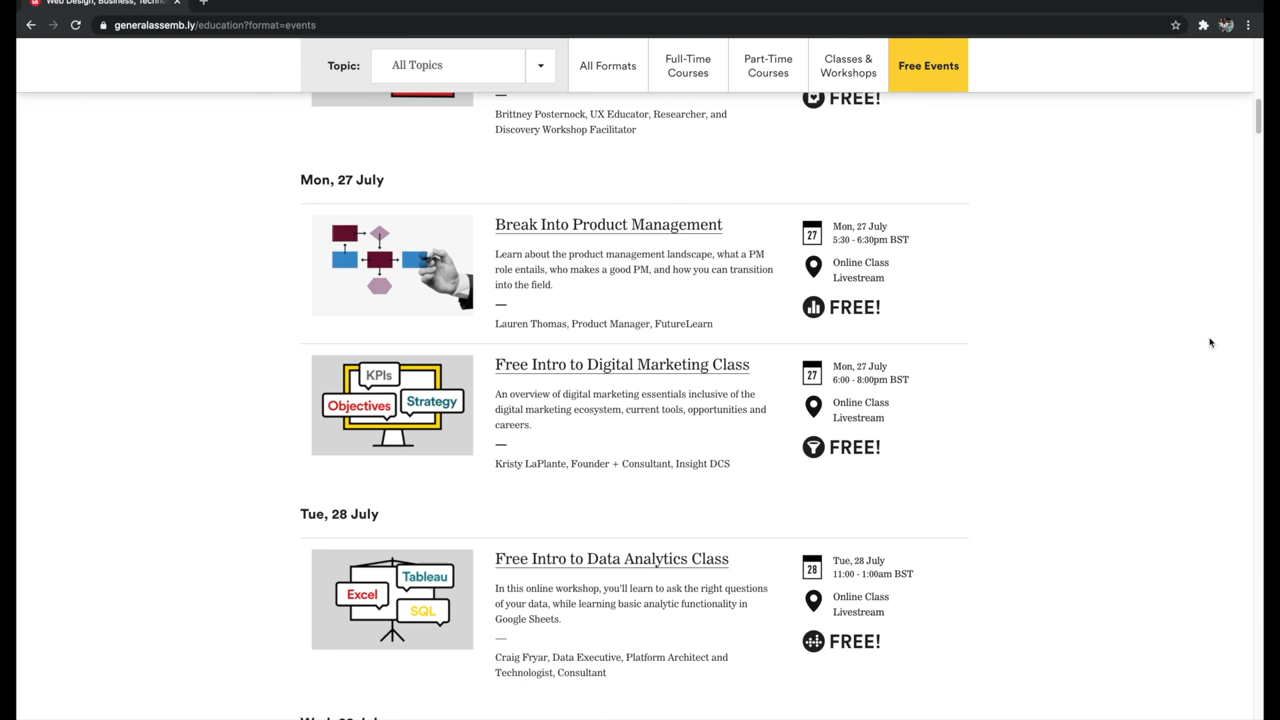 Web Design, Business, Techn
generalassemb.ly/education?format=events
Topic:
All Topics
All Formats
Full-Time
Courses
Part-Time
Courses
Classes &
Workshops
Free Events
FREE!
Brittney Posternock, UX Educator, Researcher, and
Discovery Workshop Facilitator
Mon, 27 July
Break Into Product Management
Learn about the product management landscape, what a PM
role entails, who makes a good PM, and how you can transition
into the field.
—
Lauren Thomas, Product Manager, FutureLearn
27
Mon, 27 July
5:30 - 6:30pm BST
Online Class
Livestream
FREE!
KPIs
Objectives
Strategy
Free Intro to Digital Marketing Class
An overview of digital marketing essentials inclusive of the
digital marketing ecosystem, current tools, opportunities and
careers.
—
Kristy LaPlante, Founder + Consultant, Insight DCS
27
Mon, 27 July
6:00 - 8:00pm BST
Online Class
Livestream
FREE!
Tue, 28 July
Tableau
Excel
SQL
Free Intro to Data Analytics Class
In this online workshop, you'll learn to ask the right questions
of your data, while learning basic analytic functionality in
Google Sheets.
—
Craig Fryar, Data Executive, Platform Architect and
Technologist, Consultant
28
Tue, 28 July
11:00 - 1:00am BST
Online Class
Livestream
FREE!